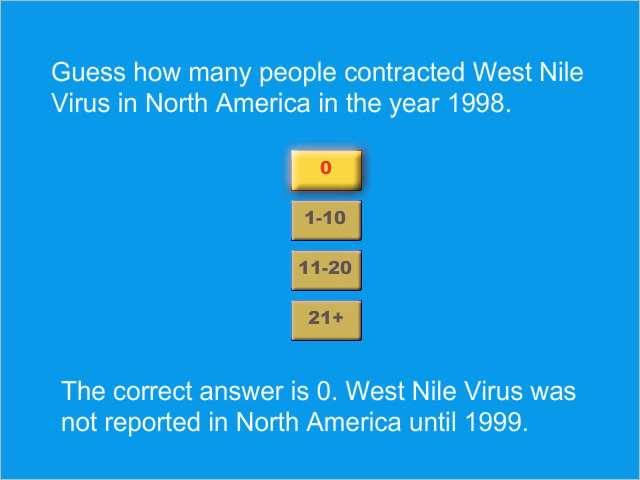 Guess how many people contracted West Nile
Virus in North America in the year 1998.
0
1-10
11-20
21+
The correct answer is 0. West Nile Virus was
not reported in North America until 1999.